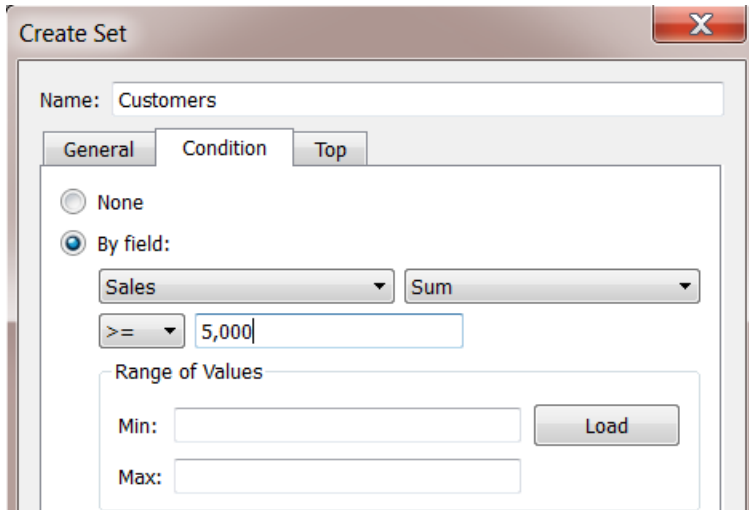 Create Set
X
Name: Customers
General Condition Top
None
By field:
Sales Sum
>= 5,000
Range of Values
Min: Load
Max: